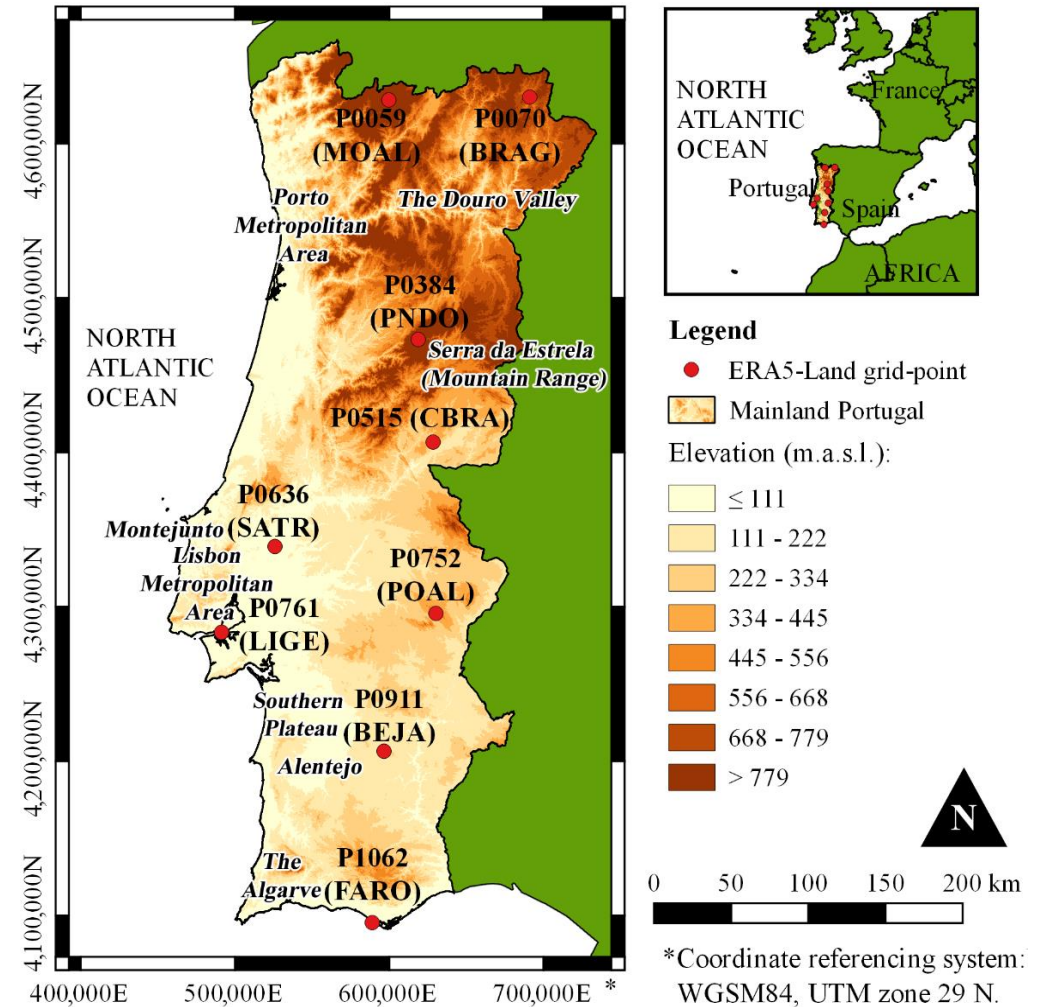 4,600,000N
4,500,000N
4,400,000N
4,300,000N
4,200,000N
4,100,000N
400,000E
500,000E
600,000E
700,000E
*
P0059
(MOAL)
P0070
(BRAG)
The Douro Valley
Porto
Metropolitan
Area
P0384
(PNDO)
NORTH
ATLANTIC
OCEAN
Serra da Estrela
(Mountain Range)
P0515 (CBRA)
P0636
(SATR)
Montejunto
Lisbon
Metropolitan
Area
P0752
(POAL)
P0761
(LIGE)
Southern
Plateau
P0911
(BEJA)
Alentejo
The
Algarve
P1062
(FARO)
NORTH
ATLANTIC
OCEAN
France
Portugal
Spain
AFRICA
Legend
ERA5-Land grid-point
Mainland Portugal
Elevation (m.a.s.l.):
≤ 111
111 - 222
222 - 334
334 - 445
445 - 556
556 - 668
668 - 779
> 779
N
0 50 100 150 200 km
*Coordinate referencing system:
WGSM84, UTM zone 29 N.